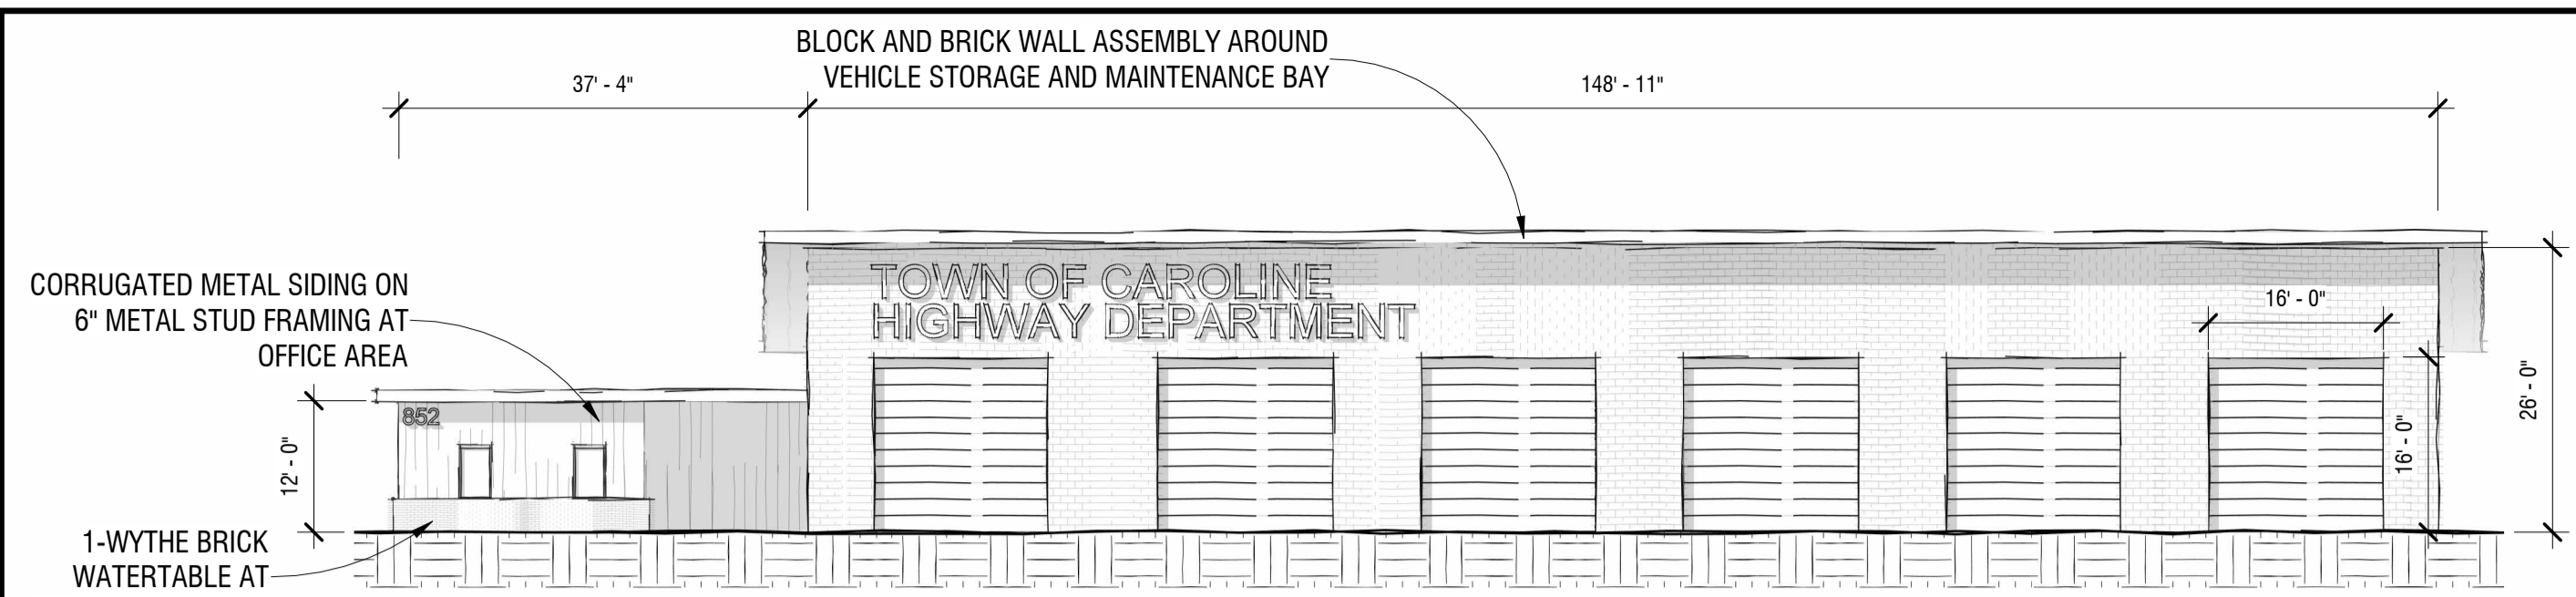 BLOCK AND BRICK WALL ASSEMBLY AROUND
VEHICLE STORAGE AND MAINTENANCE BAY
37' - 4"
148' - 11"
CORRUGATED METAL SIDING ON
6" METAL STUD FRAMING AT
OFFICE AREA
TOWN OF CAROLINE
HIGHWAY DEPARTMENT
16' - 0"
852
12' - 0"
16' - 0"
26' - 0"
1-WYTHE BRICK
WATERTABLE AT